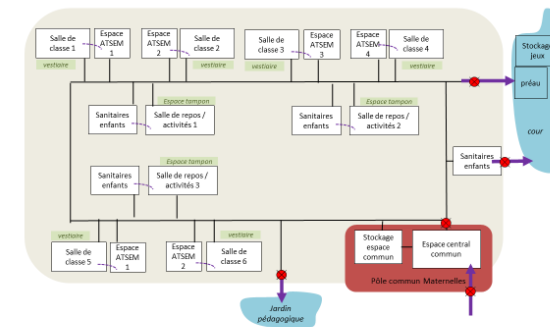 Salle de
classe 1
Espace
ATSEM
1
Espace
ATSEM
2
Salle de
classe 2
Salle de
classe 3
Espace
ATSEM
3
Espace
ATSEM
4
Salle de
classe 4
Stockage
jeux
vestiaire
vestiaire
vestiaire
vestiaire
préau
Espace tampon
Espace tampon
Sanitaires
enfants
Salle de repos /
activités 1
Sanitaires
enfants
Salle de repos /
activités 2
cour
Espace tampon
Sanitaires
enfants
Sanitaires
enfants
Salle de repos /
activités 3
vestiaire
vestiaire
Salle de
classe 5
Espace
ATSEM
1
Espace
ATSEM
2
Salle de
classe 6
Stockage
espace
commun
Espace central
commun
Pôle commun Maternelles
Jardin
pédagogique